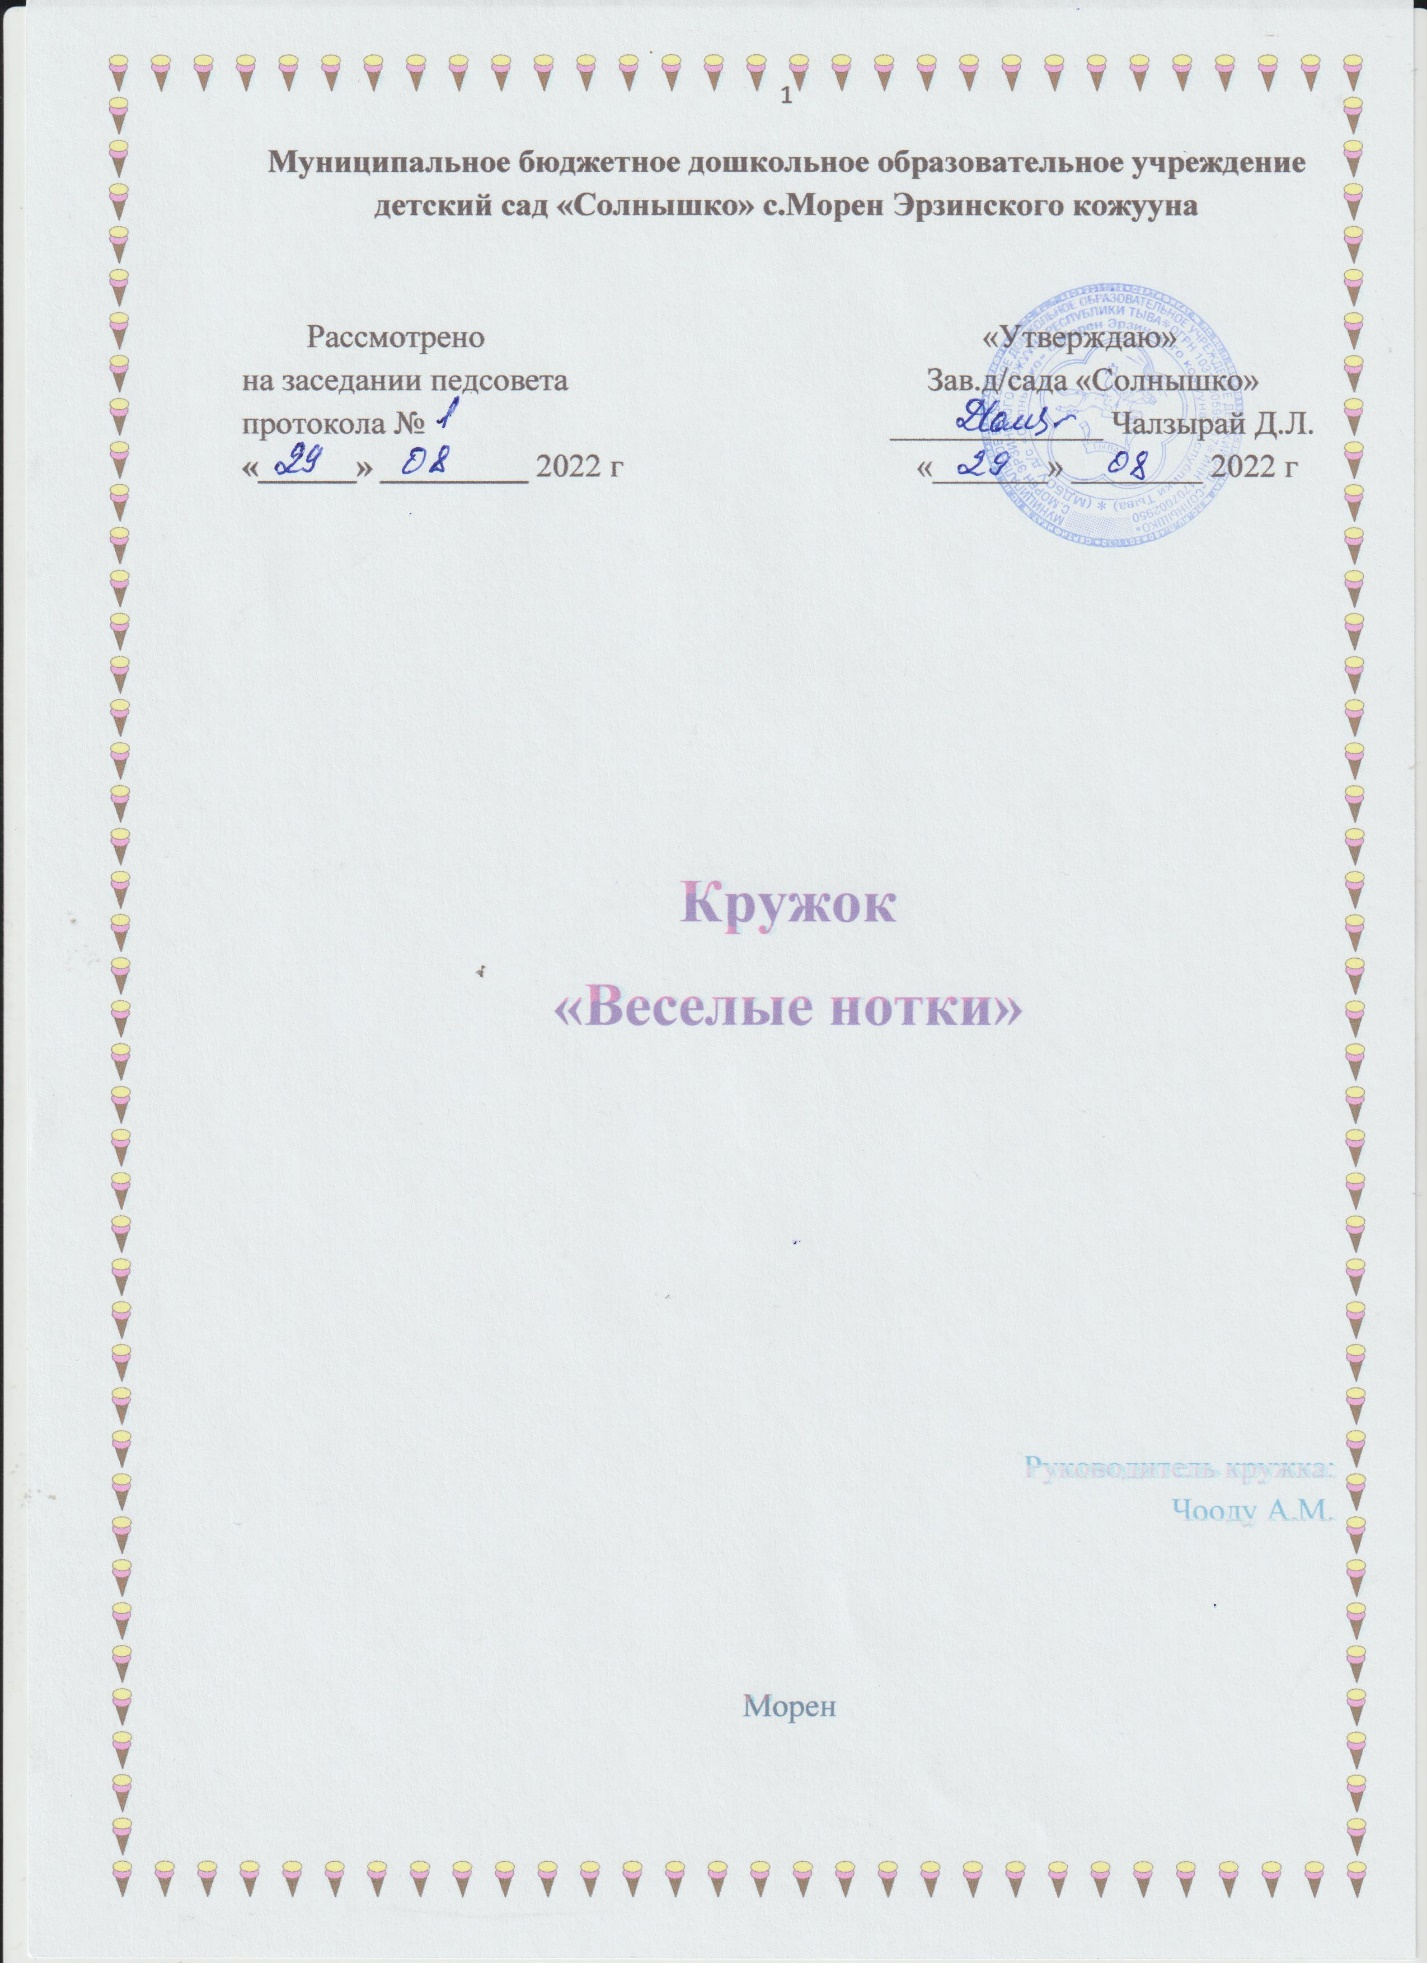 1
Муниципальное бюджетное дошкольное образовательное учреждение
детский сад «Солнышко» с.Морен Эрзинского кожууна
Рассмотрено
на заседании педсовета
протокола № 1
«29» 08 2022 г
«Утверждаю»
Зав.д/сада «Солнышко»
Чалзырай Д.Л.
«29» 08 2022 г
Кружок
«Веселые нотки»
Руководитель кружка:
Чооду А.М.
Морен